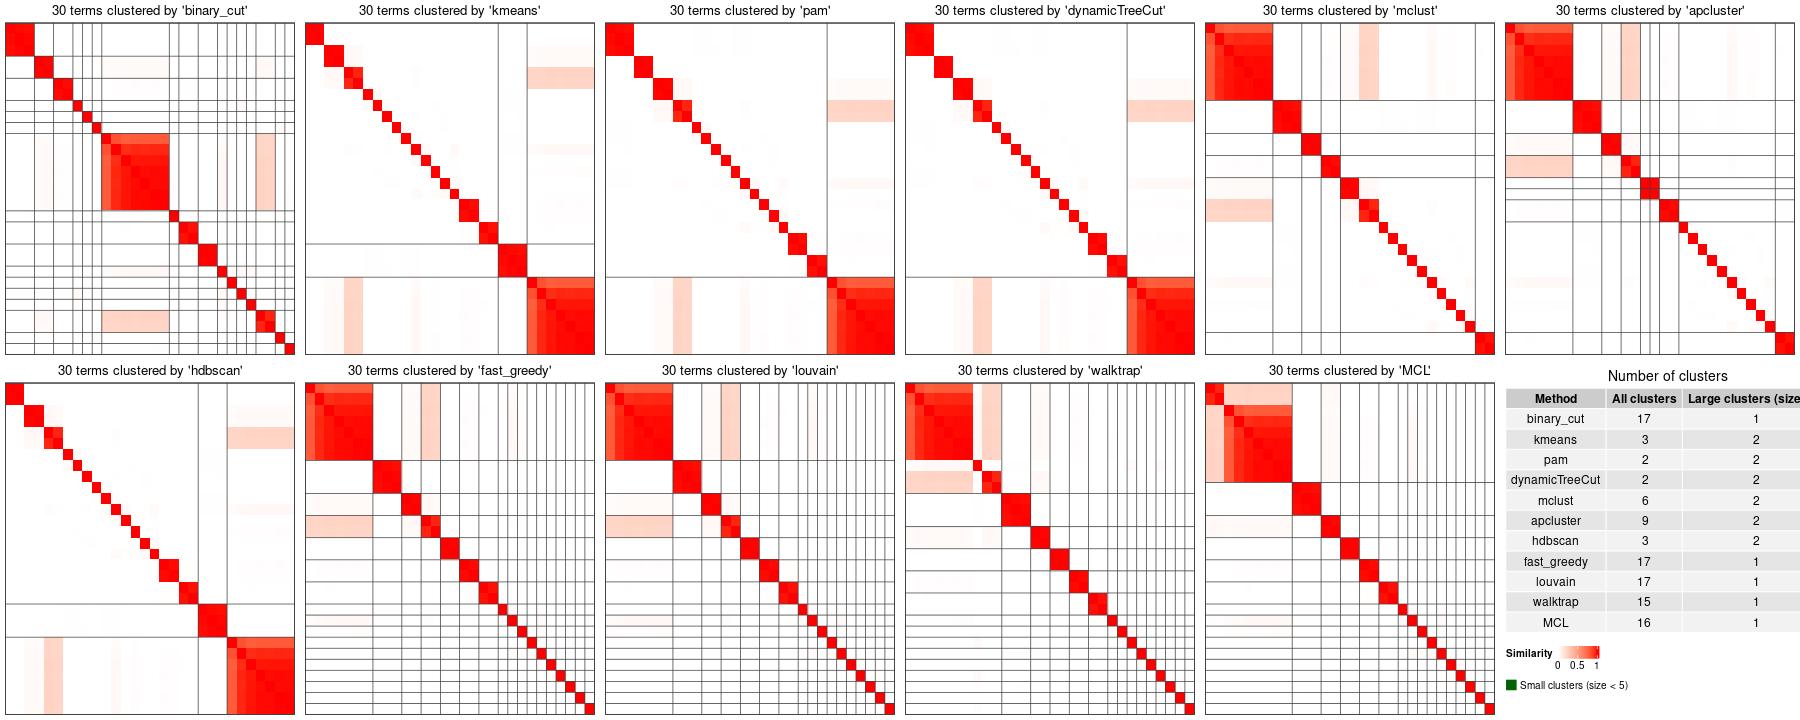 30 terms clustered by 'binary_cut'
30 terms clustered by 'kmeans'
30 terms clustered by 'pam'
30 terms clustered by 'dynamicTreeCut'
30 terms clustered by 'mclust'
30 terms clustered by 'apcluster'
30 terms clustered by 'hdbscan'
30 terms clustered by 'fast_greedy'
30 terms clustered by 'louvain'
30 terms clustered by 'walktrap'
30 terms clustered by 'MCL'
Number of clusters
Method All clusters Large clusters (size
binary_cut 17 1
kmeans 3 2
pam 2 2
dynamicTreeCut 2 2
mclust 6 2
apcluster 9 2
hdbscan 3 2
fast_greedy 17 1
louvain 17 1
walktrap 15 1
MCL 16 1
Similarity
0 0.5 1
Small clusters (size < 5)